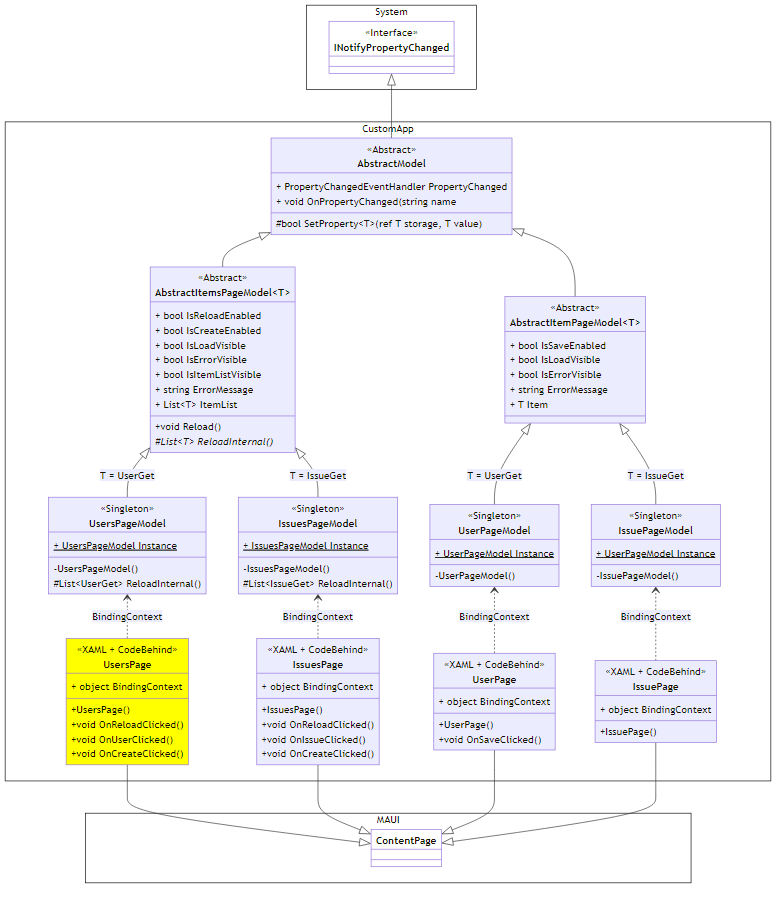 System
«Interface»
INotifyPropertyChanged
CustomApp
«Abstract»
AbstractModel
+ PropertyChangedEventHandler PropertyChanged
+ void OnPropertyChanged(string name
#bool SetProperty<T>(ref T storage, T value)
«Abstract»
AbstractItemsPageModel<T>
+ bool IsReloadEnabled
+ bool IsCreateEnabled
+ bool IsLoadVisible
+ bool IsErrorVisible
+ bool IsItemListVisible
+ string ErrorMessage
+ List<T> ItemList
+void Reload()
#List<T> ReloadInternal()
«Abstract»
AbstractItemPageModel<T>
+ bool IsSaveEnabled
+ bool IsLoadVisible
+ bool IsErrorVisible
+ string ErrorMessage
+ T Item
T = UserGet
T = IssueGet
T = UserGet
T = IssueGet
«Singleton»
UsersPageModel
+ UsersPageModel Instance
-UsersPageModel()
#List<UserGet> ReloadInternal()
«Singleton»
IssuesPageModel
+ IssuesPageModel Instance
-IssuesPageModel()
#List<IssueGet> ReloadInternal()
«Singleton»
UserPageModel
+ UserPageModel Instance
-UserPageModel()
«Singleton»
IssuePageModel
+ UserPageModel Instance
-IssuePageModel()
BindingContext
BindingContext
BindingContext
BindingContext
«XAML + CodeBehind»
UsersPage
+ object BindingContext
+UsersPage()
+void OnReloadClicked()
+void OnUserClicked()
+void OnCreateClicked()
«XAML + CodeBehind»
IssuesPage
+ object BindingContext
+IssuesPage()
+void OnReloadClicked()
+void OnIssueClicked()
+void OnCreateClicked()
«XAML + CodeBehind»
UserPage
+ object BindingContext
+UserPage()
+void OnSaveClicked()
«XAML + CodeBehind»
IssuePage
+ object BindingContext
+IssuePage()
MAUI
ContentPage